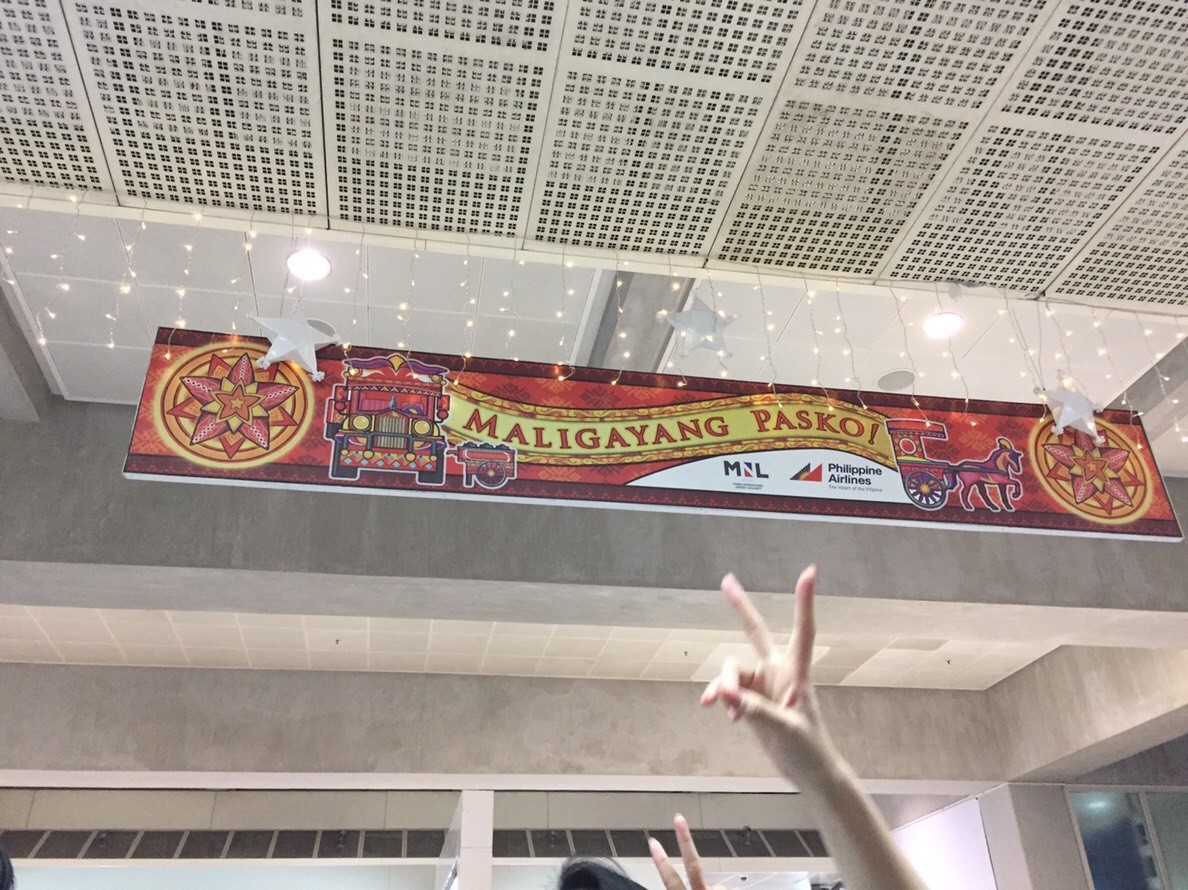 MALIGAYANG PASKO!
MNL
Philippine
Airlines
The Heart of the Filipino